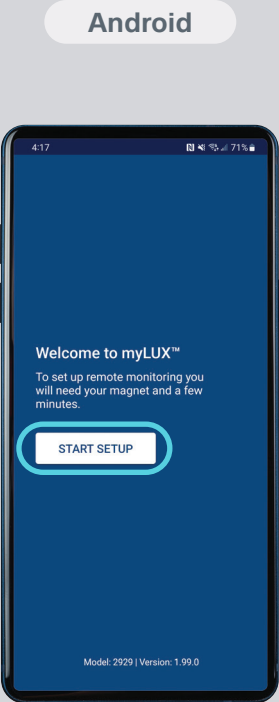 Android
4:17 71%
Welcome to myLUX™
To set up remote monitoring you
will need your magnet and a few
minutes.
START SETUP
Model: 2929 | Version: 1.99.0